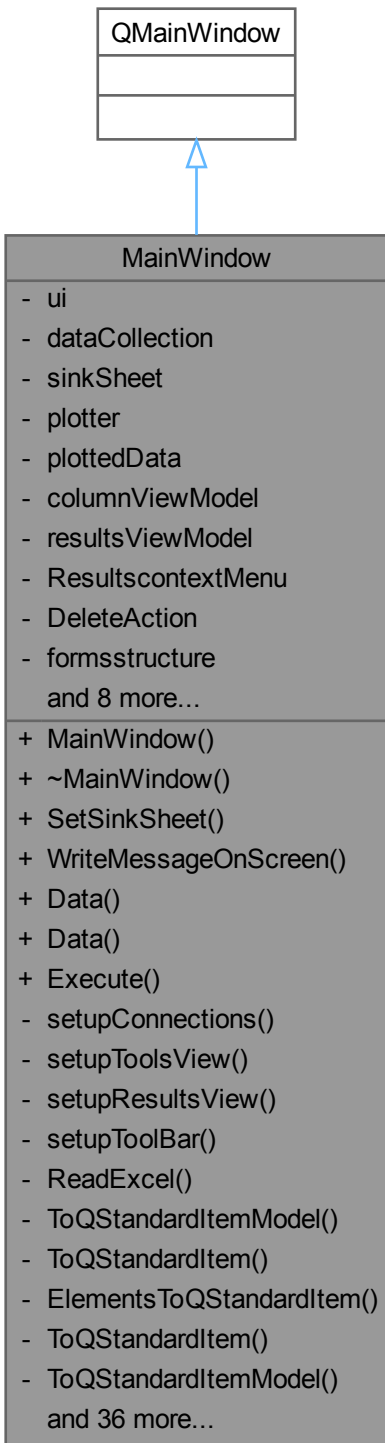 QMainWindow
MainWindow
- ui
- dataCollection
- sinkSheet
- plotter
- plottedData
- columnViewModel
- resultsViewModel
- ResultscontextMenu
- DeleteAction
- formsstructure
and 8 more...
+ MainWindow()
+ ~MainWindow()
+ SetSinkSheet()
+ WriteMessageOnScreen()
+ Data()
+ Data()
+ Execute()
- setupConnections()
- setupToolsView()
- setupResultsView()
- setupToolBar()
- ReadExcel()
- ToQStandardItemModel()
- ToQStandardItem()
- ElementsToQStandardItem()
- ToQStandardItem()
- ToQStandardItemModel()
and 36 more...